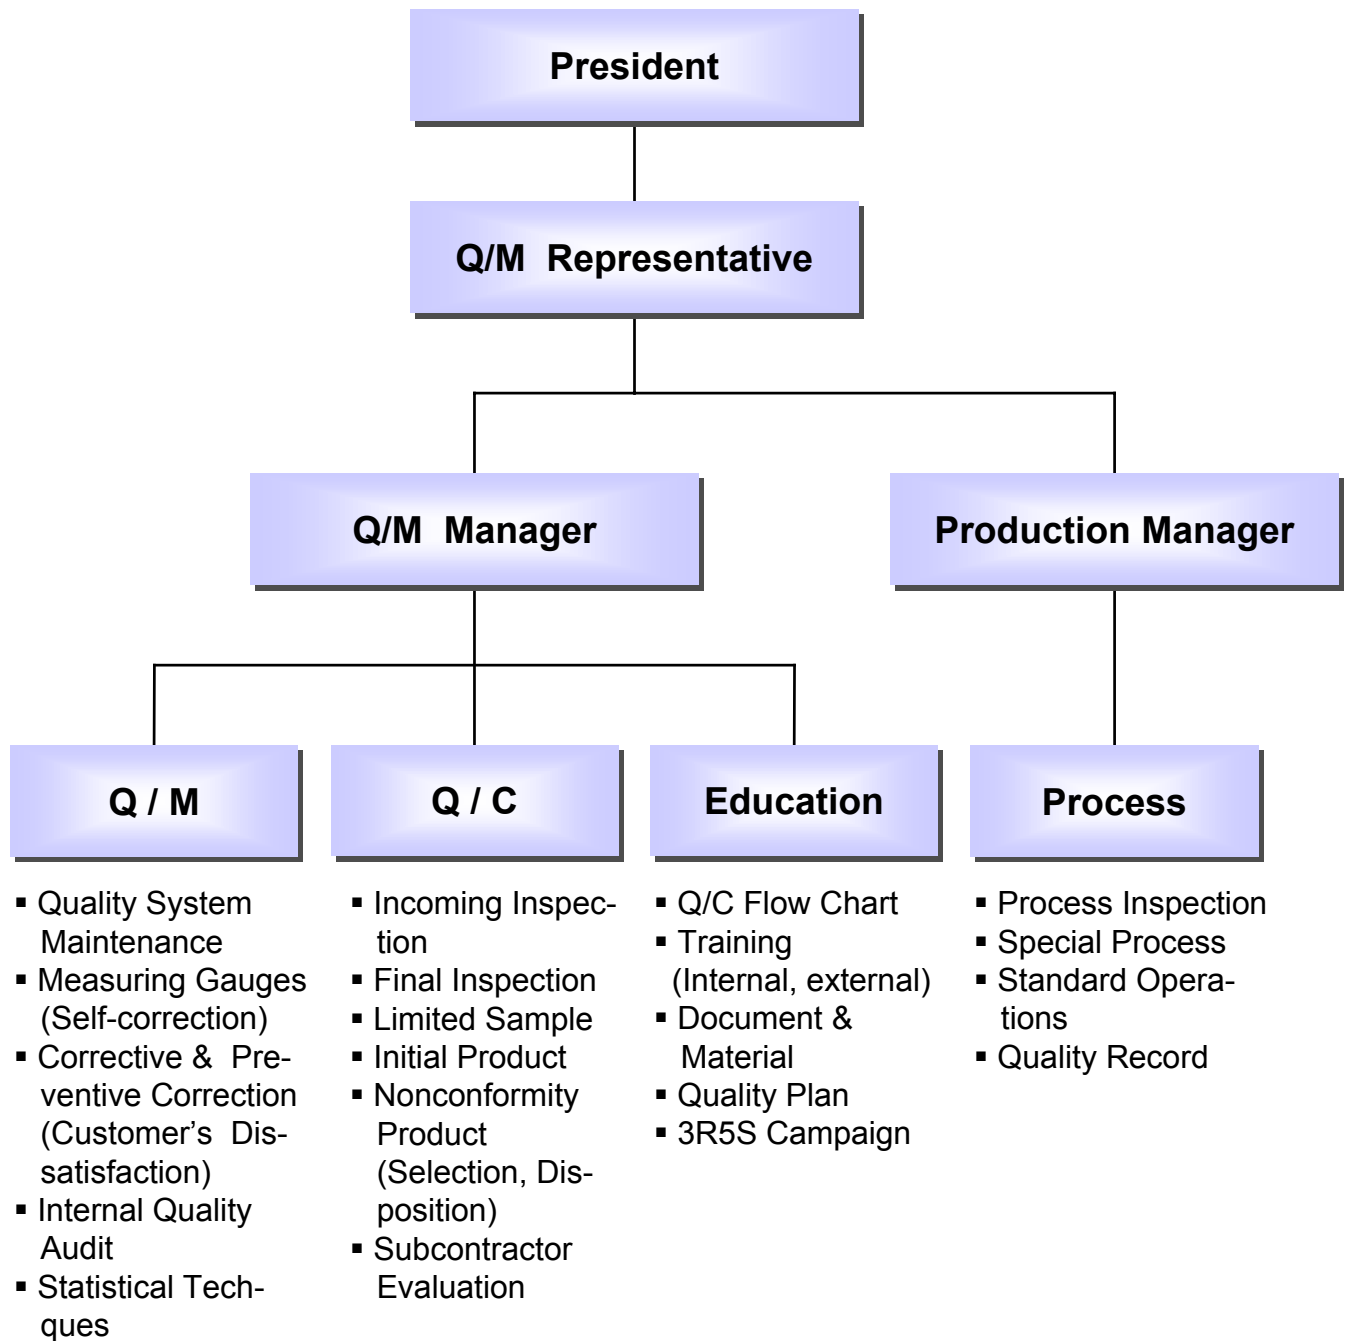 President
Q/M Representative
Q/M Manager
Production Manager
Q / M
Q / C
Education
Process
▪ Quality System
Maintenance
▪ Measuring Gauges
(Self-correction)
▪ Corrective & Pre-
ventive Correction
(Customer’s Dis-
satisfaction)
▪ Internal Quality
Audit
▪ Statistical Tech-
ques
▪ Incoming Inspec-
tion
▪ Final Inspection
▪ Limited Sample
▪ Initial Product
▪ Nonconformity
Product
(Selection, Dis-
position)
▪ Subcontractor
Evaluation
▪ Q/C Flow Chart
▪ Training
(Internal, external)
▪ Document &
Material
▪ Quality Plan
▪ 3R5S Campaign
▪ Process Inspection
▪ Special Process
▪ Standard Opera-
tions
▪ Quality Record